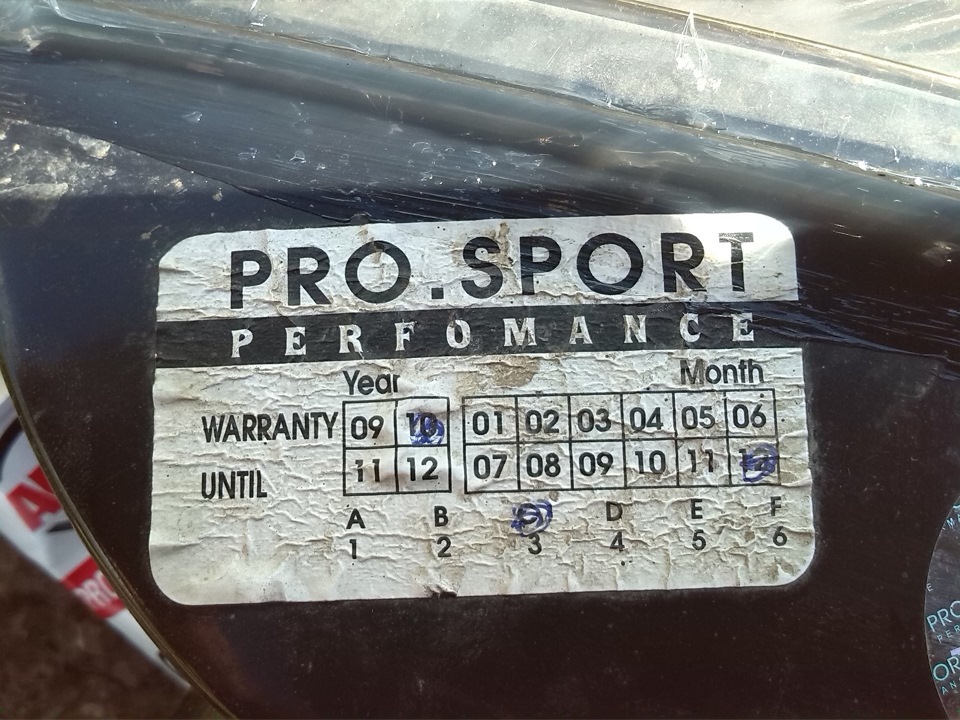 PRO.SPORT
PERFOMANCE
Year Month
WARRANTY 09 10 01 02 03 04 05 06
UNTIL 11 12 07 08 09 10 11 12
A B C D E F
1 2 3 4 5 6